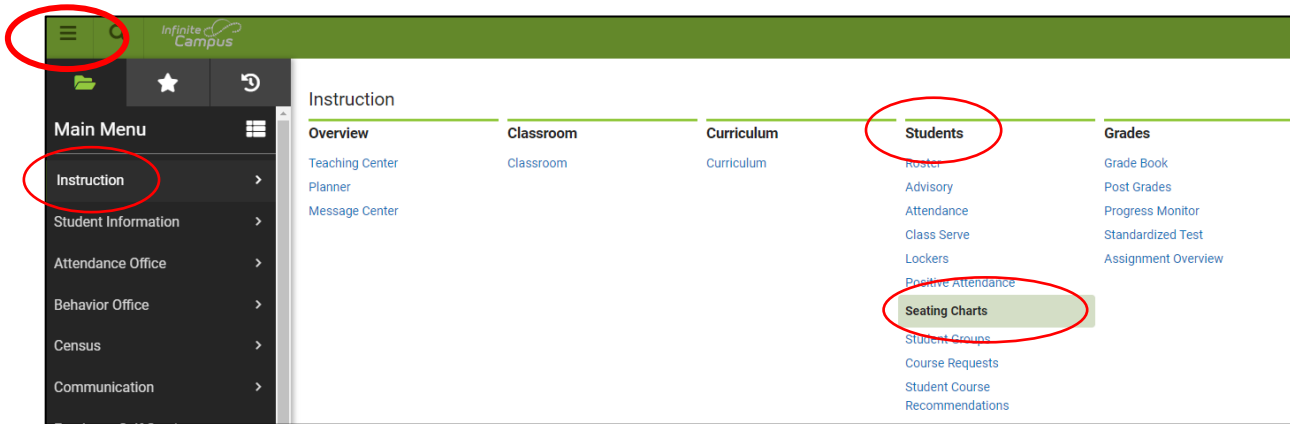 Infinite
Campus
Instruction
Main Menu
Overview
Classroom
Curriculum
Students
Grades
Teaching Center
Classroom
Curriculum
Roster
Grade Book
Instruction
Planner
Advisory
Post Grades
Message Center
Attendance
Progress Monitor
Student Information
Class Serve
Standardized Test
Attendance Office
Lockers
Assignment Overview
Positive Attendance
Behavior Office
Seating Charts
Student Groups
Census
Course Requests
Communication
Student Course
Recommendations